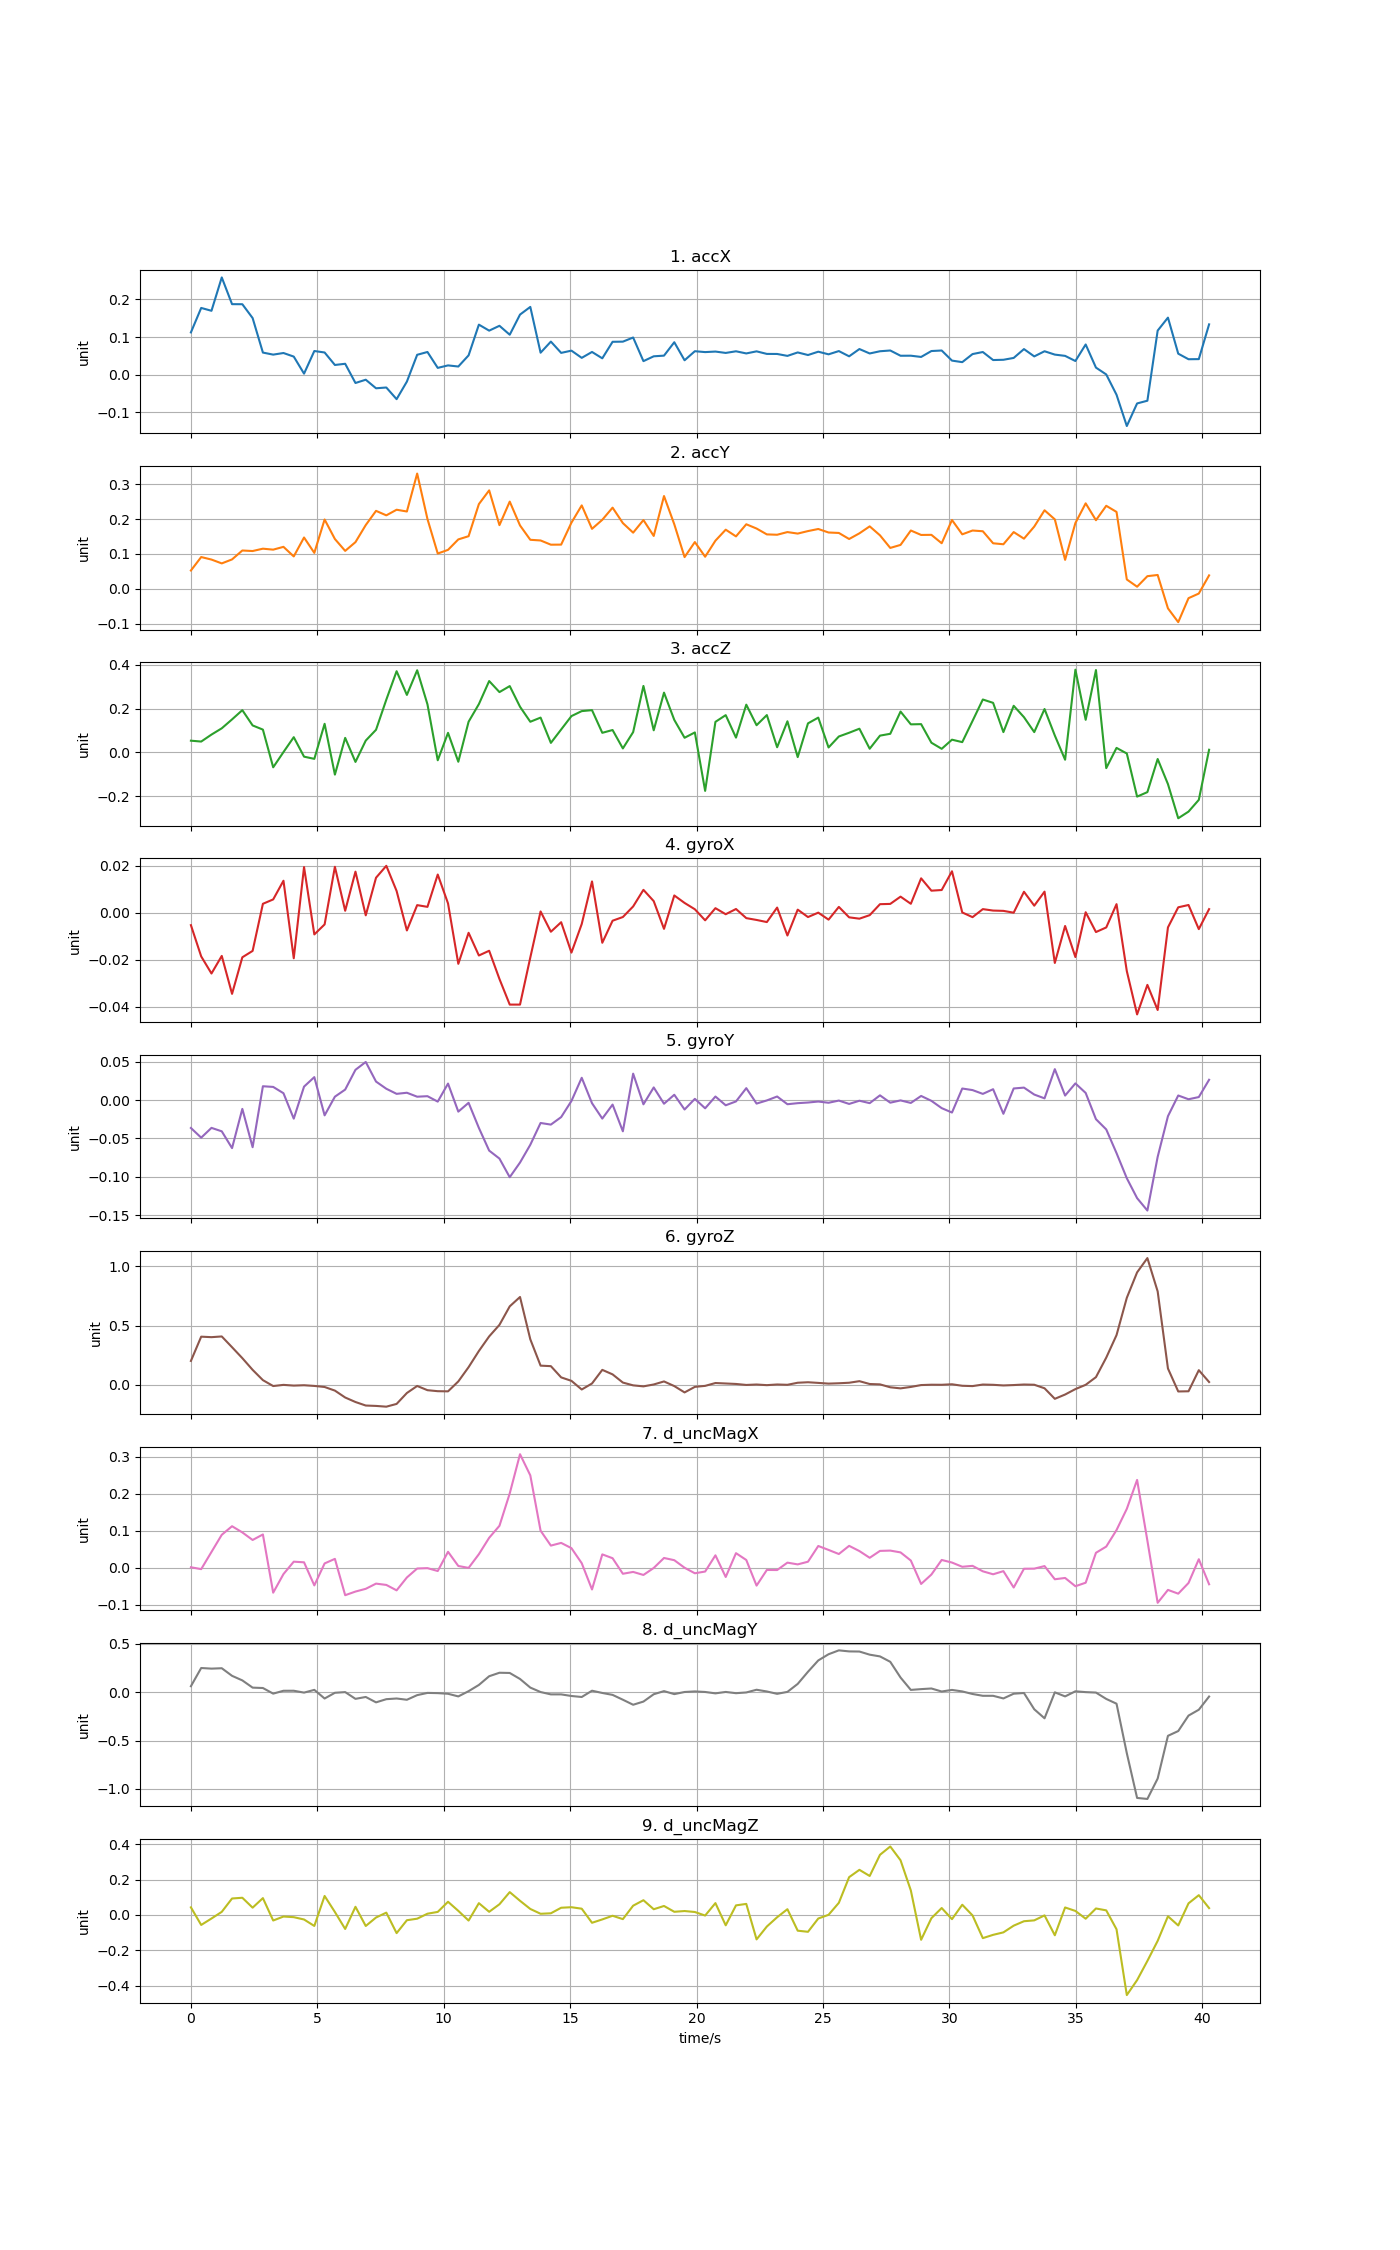 1. accX
0.2
0.1
0.0
−0.1
unit
2. accY
0.3
0.2
0.1
0.0
−0.1
unit
3. accZ
0.4
0.2
0.0
−0.2
unit
4. gyroX
0.02
0.00
−0.02
−0.04
unit
5. gyroY
0.05
0.00
−0.05
−0.10
−0.15
unit
6. gyroZ
1.0
0.5
0.0
unit
7. d_uncMagX
0.3
0.2
0.1
0.0
−0.1
unit
8. d_uncMagY
0.5
0.0
−0.5
−1.0
unit
9. d_uncMagZ
0.4
0.2
0.0
−0.2
−0.4
unit
0 5 10 15 20 25 30 35 40
time/s